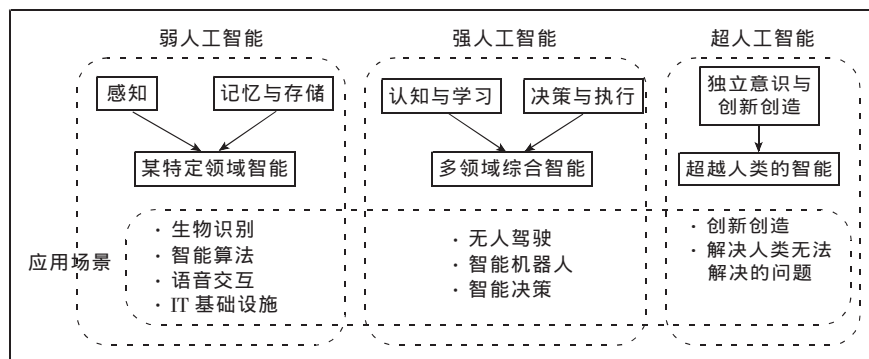 弱人工智能
强人工智能
超人工智能
感知
记忆与存储
某特定领域智能
认知与学习
决策与执行
多领域综合智能
独立意识与
创新创造
超越人类的智能
应用场景
· 生物识别
· 智能算法
· 语音交互
· IT 基础设施
· 无人驾驶
· 智能机器人
· 智能决策
· 创新创造
· 解决人类无法
解决的问题